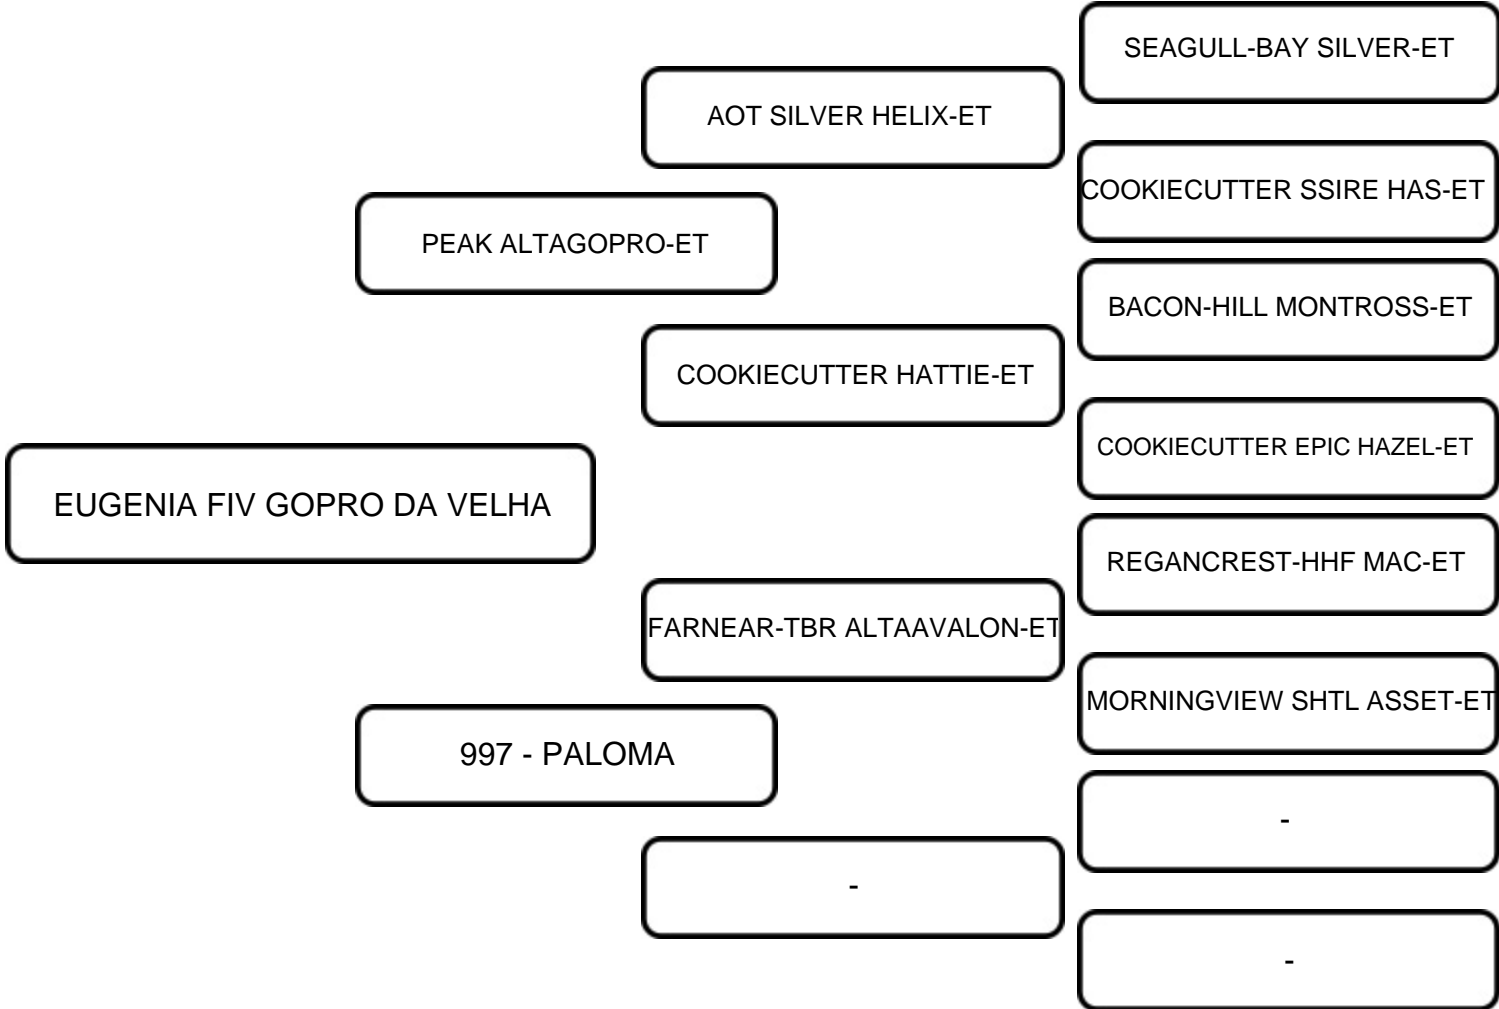 SEAGULL-BAY SILVER-ET
AOT SILVER HELIX-ET
COOKIECUTTER SSIRE HAS-ET
PEAK ALTAGOPRO-ET
BACON-HILL MONTROSS-ET
COOKIECUTTER HATTIE-ET
COOKIECUTTER EPIC HAZEL-ET
EUGENIA FIV GOPRO DA VELHA
REGANCREST-HHF MAC-ET
FARNEAR-TBR ALTAAVALON-ET
MORNINGVIEW SHTL ASSET-ET
997 - PALOMA
-
-
-